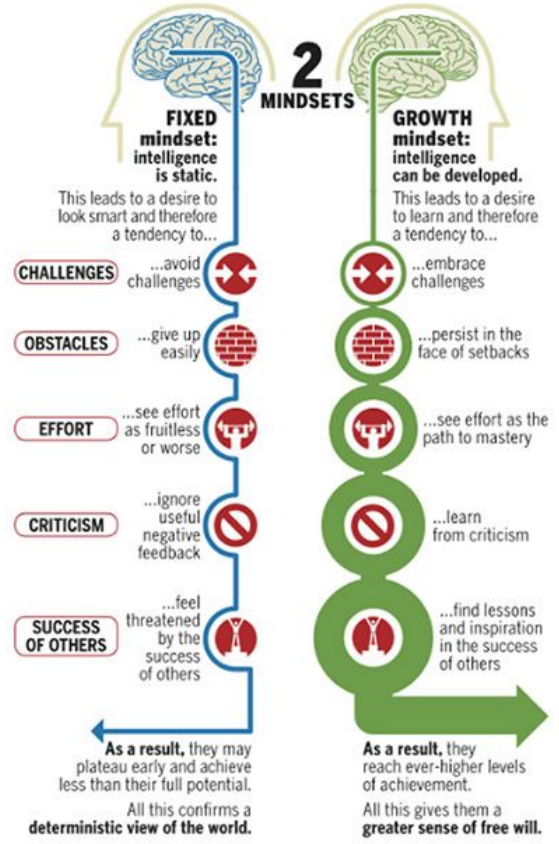 2
MINDSETS
FIXED
mindset:
intelligence
is static.
This leads to a desire to
look smart and therefore
a tendency to...
GROWTH
mindset:
intelligence
can be developed.
This leads to a desire
to learn and therefore
a tendency to...
CHALLENGES
...avoid
challenges
...embrace
challenges
OBSTACLES
...give up
easily
...persist in the
face of setbacks
EFFORT
...see effort
as fruitless
or worse
...see effort as the
path to mastery
CRITICISM
...ignore
useful
negative
feedback
...learn
from criticism
SUCCESS
OF OTHERS
...feel
threatened
by the
success
of others
...find lessons
and inspiration
in the success
of others
As a result, they may
plateau early and achieve
less than their full potential.
All this confirms a
deterministic view of the world.
As a result, they
reach ever-higher levels
of achievement.
All this gives them a
greater sense of free will.